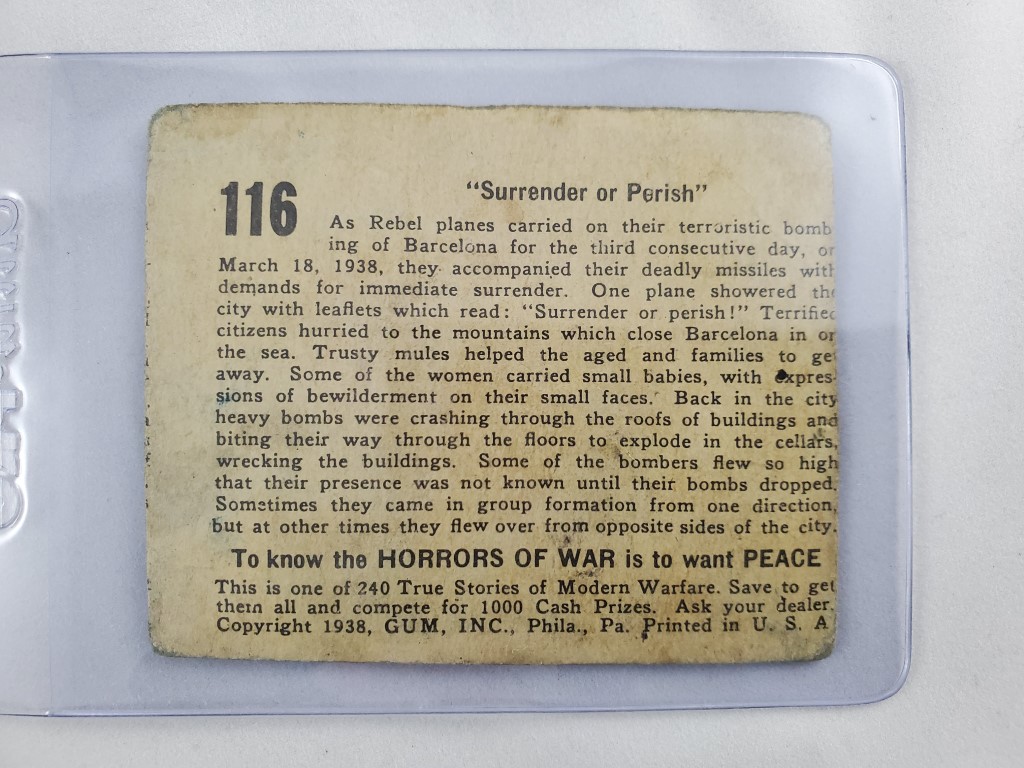 116
"Surrender or Perish"
As Rebel planes carried on their terroristic bomb
ing of Barcelona for the third consecutive day, on
March 18, 1938, they accompanied their deadly missiles with
demands for immediate surrender. One plane showered the
city with leaflets which read: "Surrender or perish!" Terrified
citizens hurried to the mountains which close Barcelona in on
the sea. Trusty mules helped the aged and families to get
away. Some of the women carried small babies, with expres-
sions of bewilderment on their small faces. Back in the city
heavy bombs were crashing through the roofs of buildings and
biting their way through the floors to explode in the cellars,
wrecking the buildings. Some of the bombers flew so high
that their presence was not known until their bombs dropped.
Sometimes they came in group formation from one direction,
but at other times they flew over from opposite sides of the city.
To know the HORRORS OF WAR is to want PEACE
This is one of 240 True Stories of Modern Warfare. Save to get
them all and compete for 1000 Cash Prizes. Ask your dealer.
Copyright 1938, GUM, INC., Phila., Pa. Printed in U. S. A